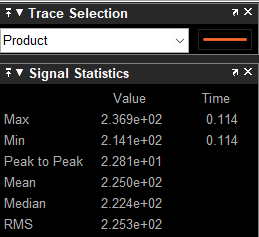 Trace Selection
Product
Signal Statistics
Value Time
Max 2.369e+02 0.114
Min 2.141e+02 0.114
Peak to Peak 2.281e+01
Mean 2.250e+02
Median 2.224e+02
RMS 2.253e+02